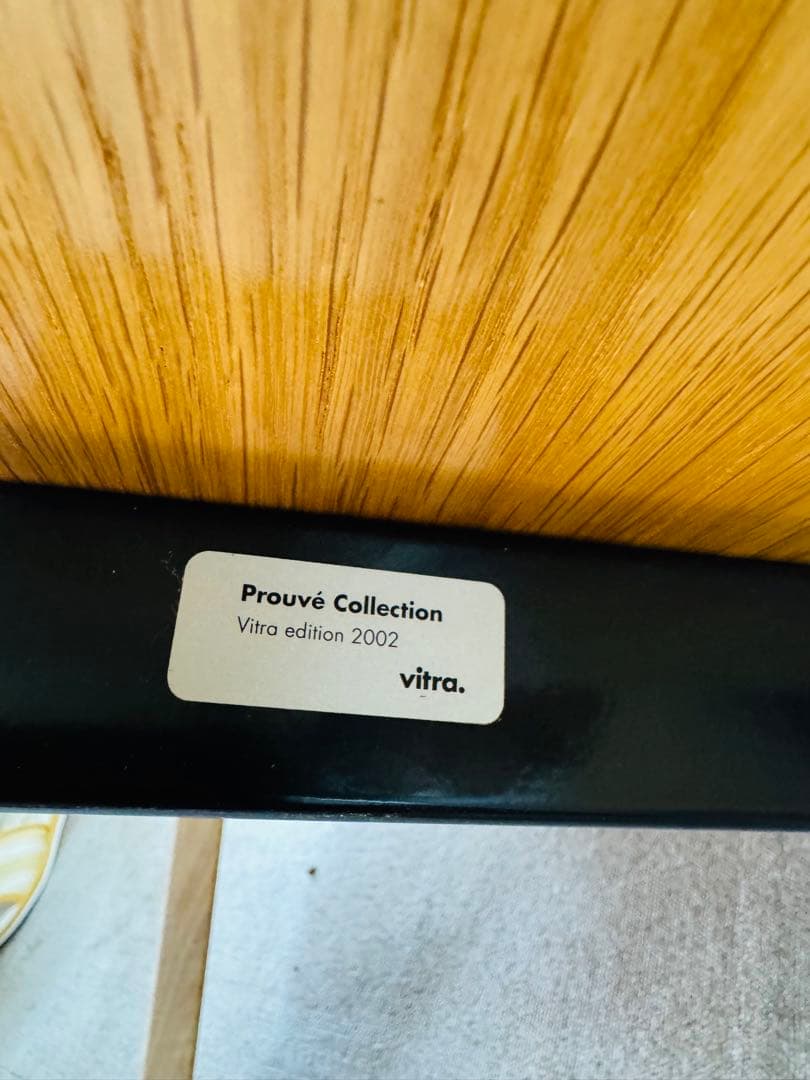 Prouvé Collection
Vitra edition 2002
vitra.